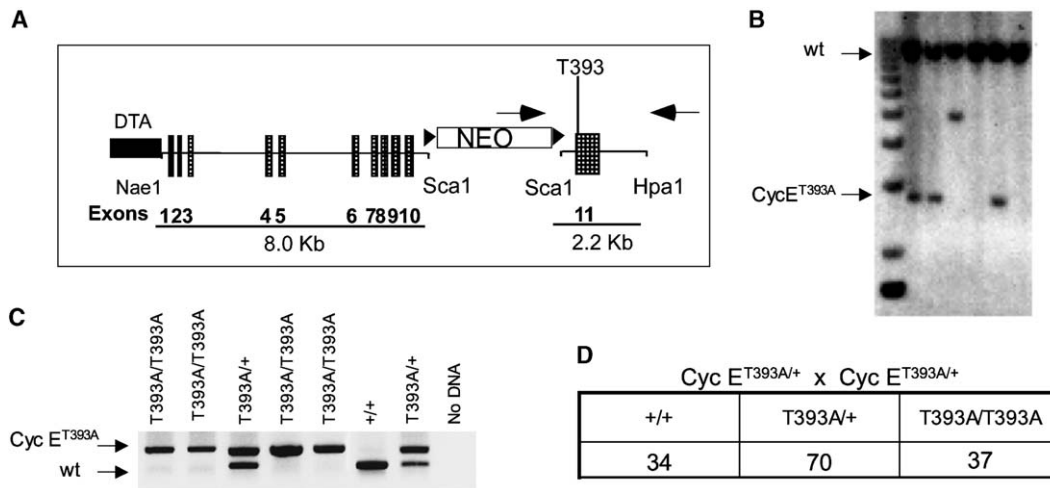 A
T393
DTA
NEO
Nae1
Sca1
Sca1
Hpa1
Exons 123 4 5 6 78910 11
8.0 Kb
2.2 Kb
B
wt
CycE^T393A
C
T393A/T393A
T393A/T393A
T393A/+
T393A/T393A
T393A/T393A
+/+
T393A/+
No DNA
Cyc E^T393A
wt
D
Cyc E^T393A/+ x Cyc E^T393A/+
+/+ T393A/+ T393A/T393A
34 70 37